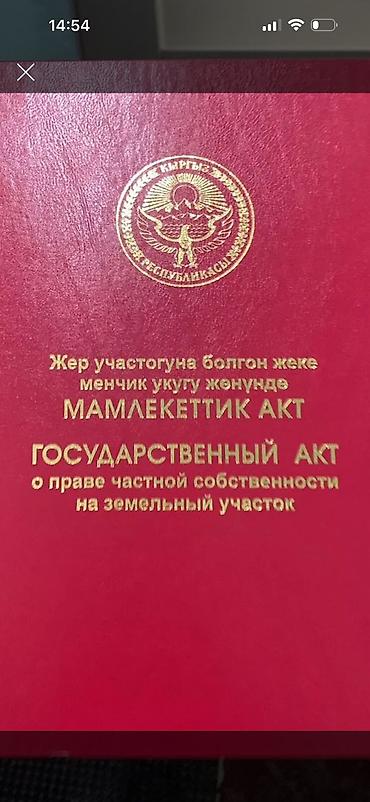 14:54
КЫРГЫЗ
РЕСПУБЛИКАСЫ
Жер участогуна болгон жеке
менчик укугу жөнүндө
МАМЛЕКЕТТИК АКТ
ГОСУДАРСТВЕННЫЙ АКТ
о праве частной собственности
на земельный участок